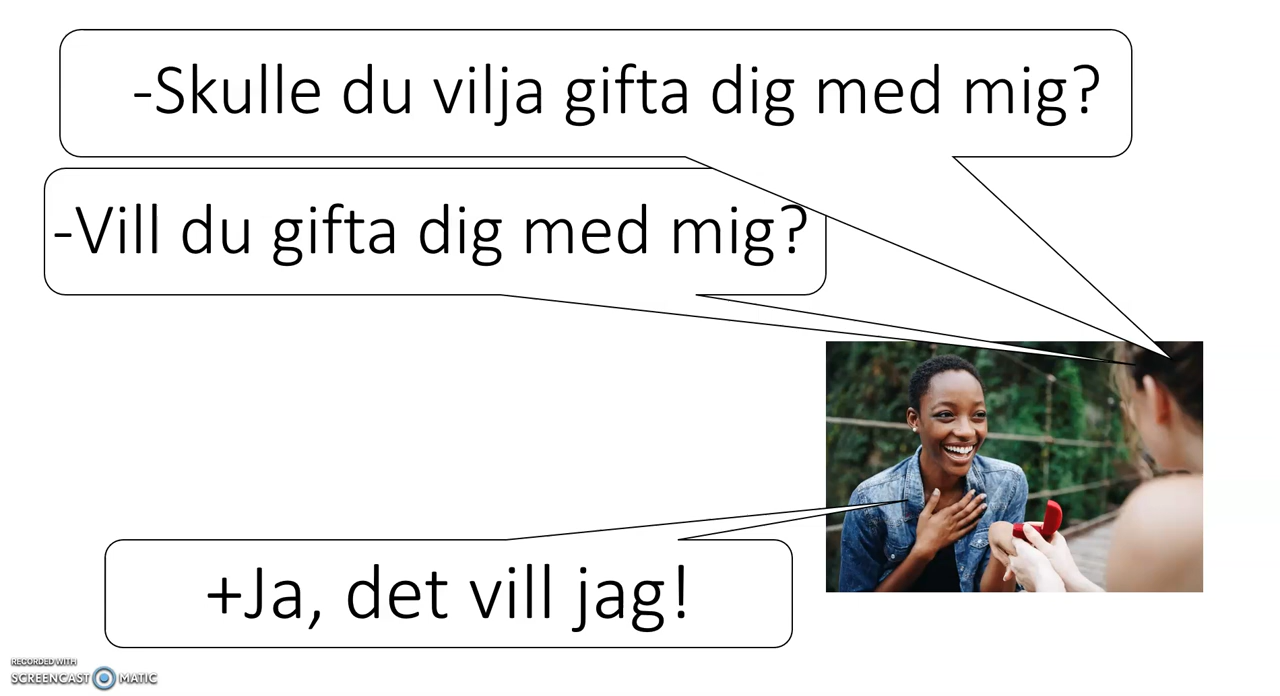 -Skulle du vilja gifta dig med mig?
-Vill du gifta dig med mig?
+Ja, det vill jag!
RECORDED WITH
SCREENCAST MATIC